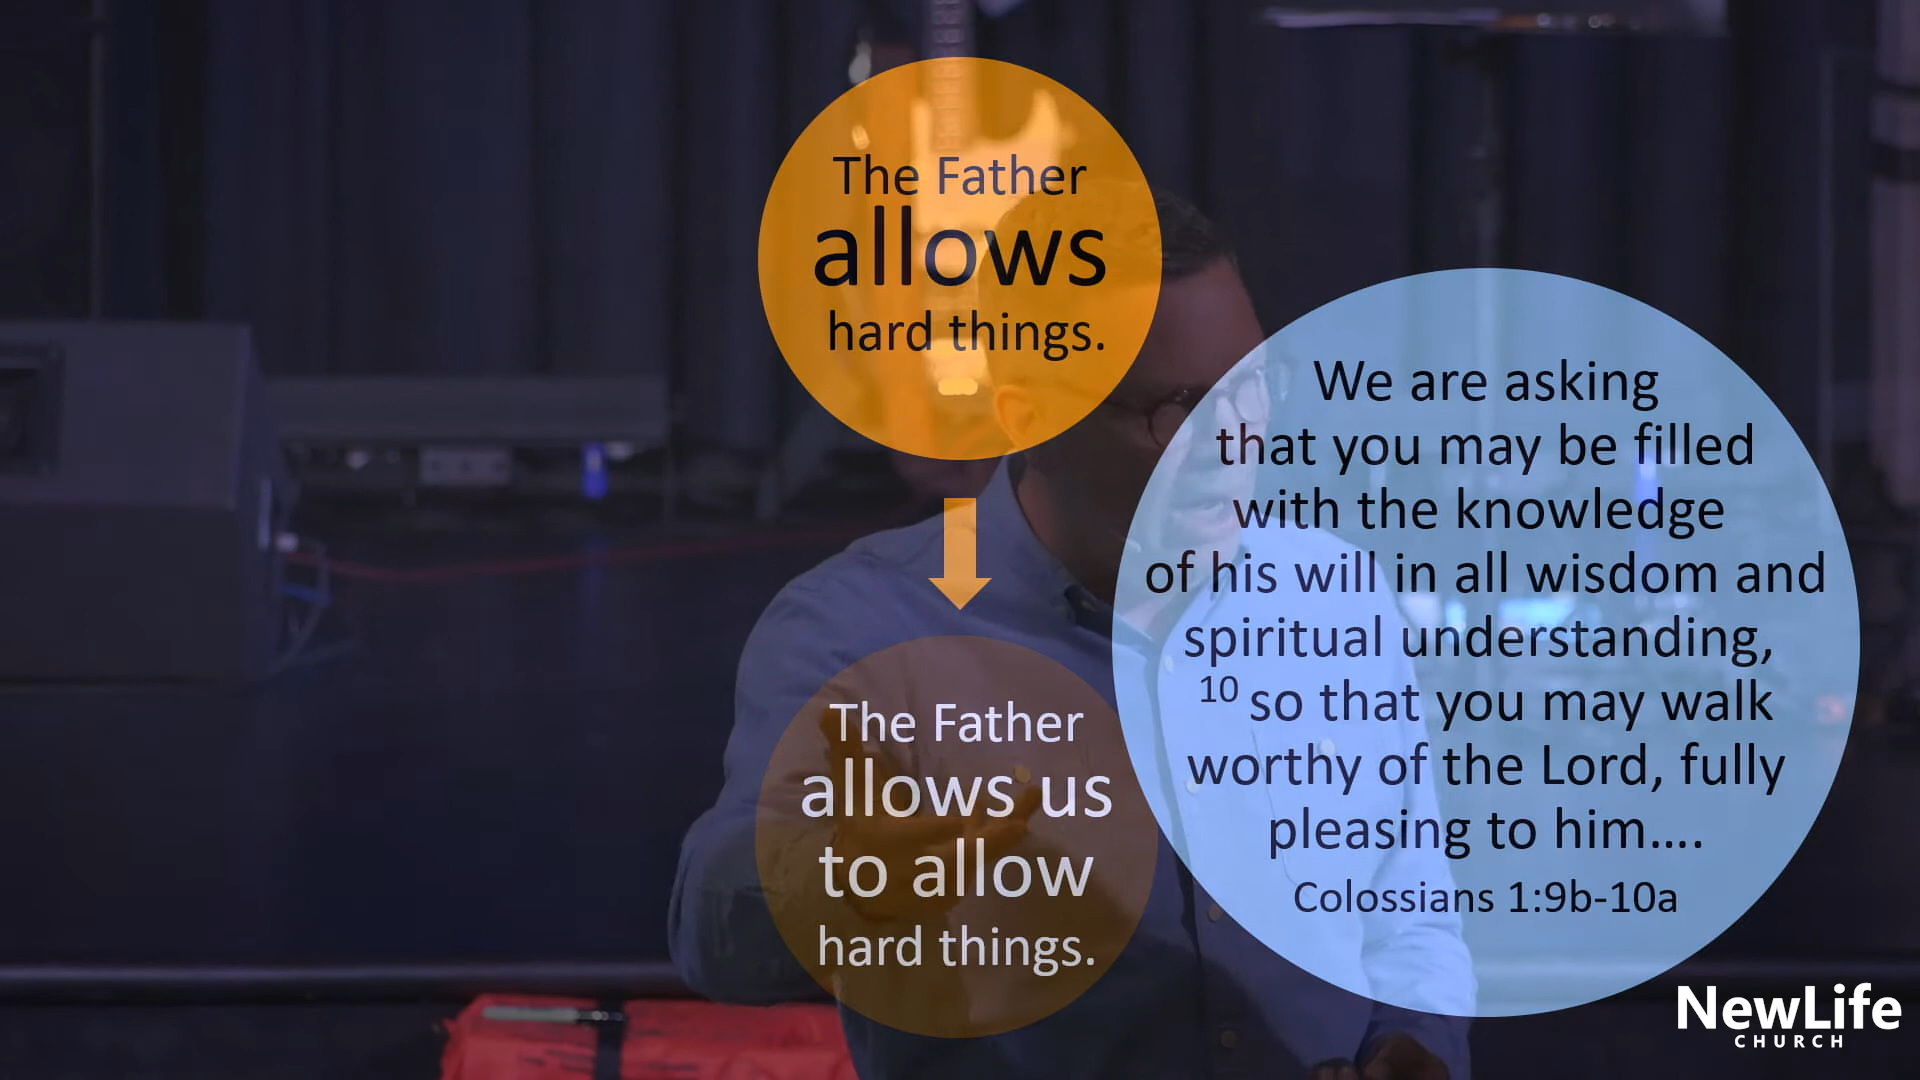 The Father
allows
hard things.
The Father
allows us
to allow
hard things.
We are asking
that you may be filled
with the knowledge
of his will in all wisdom and
spiritual understanding,
10 so that you may walk
worthy of the Lord, fully
pleasing to him....
Colossians 1:9b-10a
NewLife
CHURCH